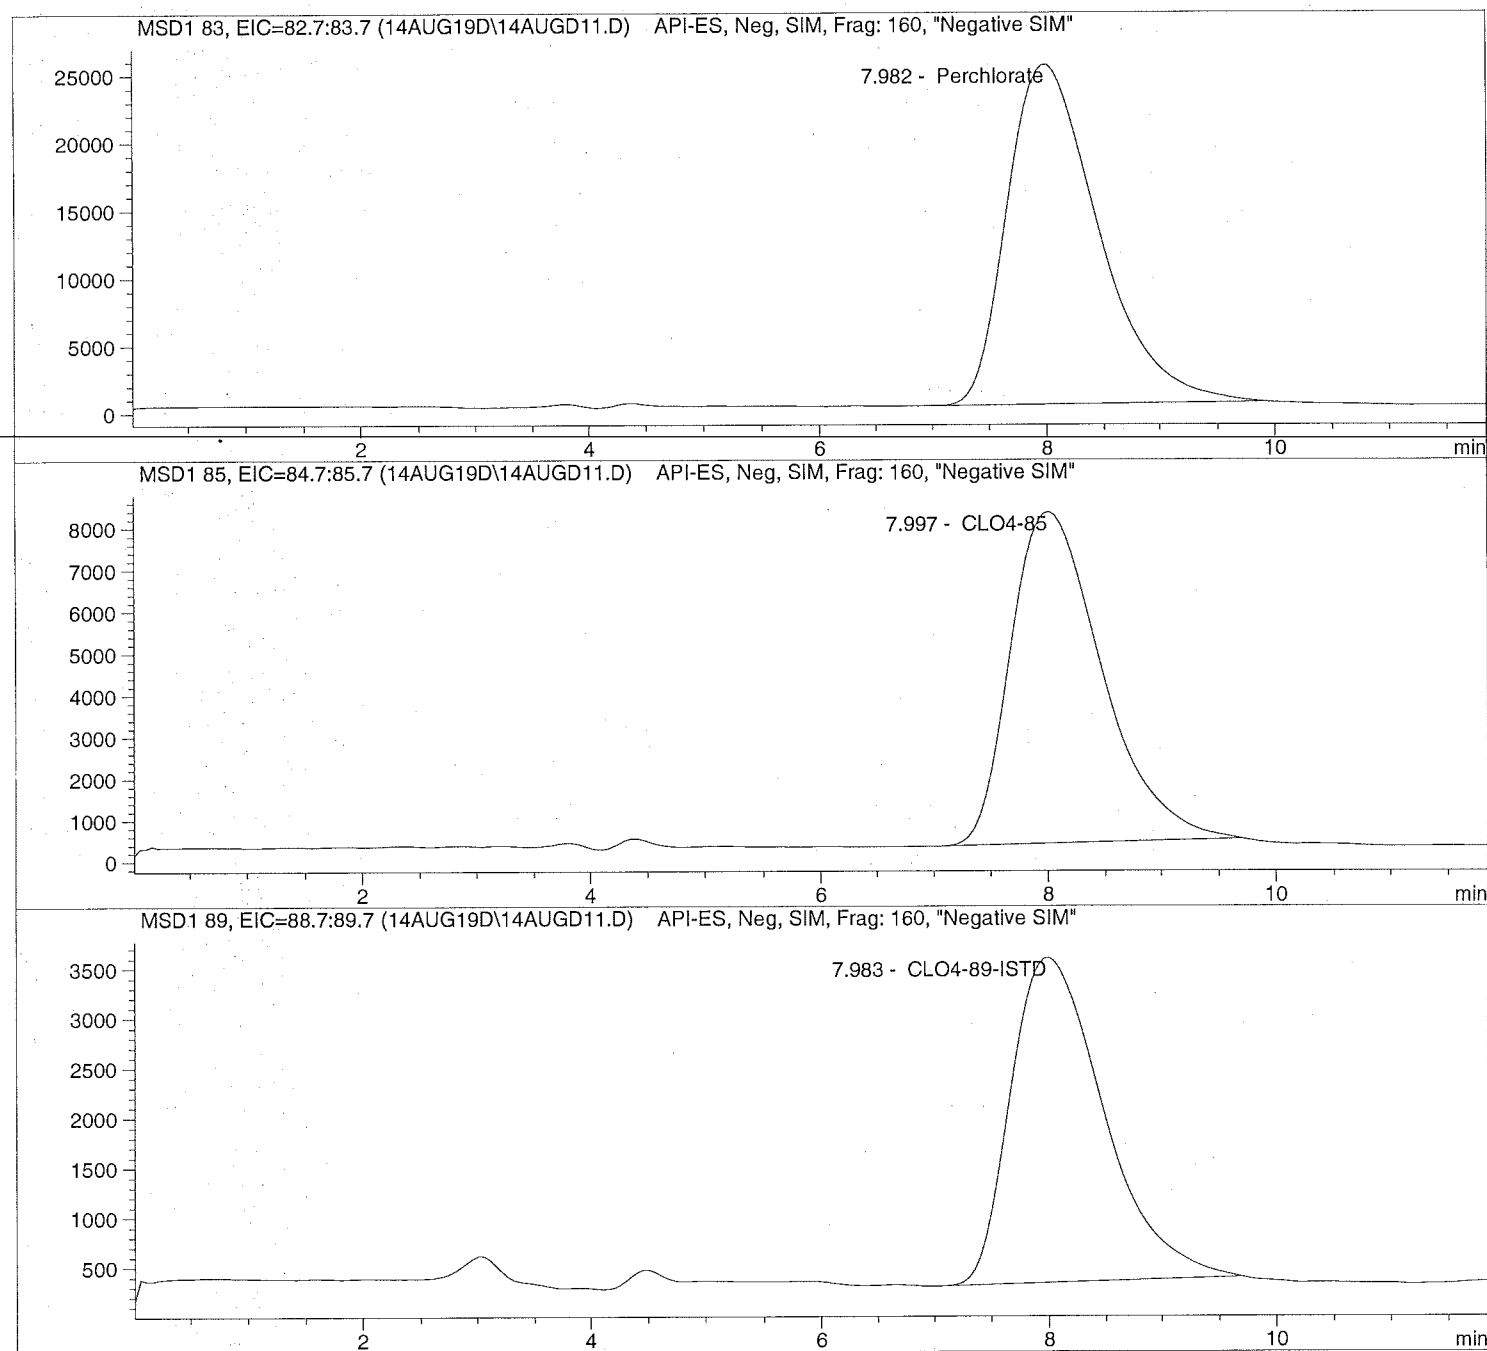 MSD1 83, EIC=82.7:83.7 (14AUG19D\14AUGD11.D) API-ES, Neg, SIM, Frag: 160, "Negative SIM"
7.982 - Perchlorate
25000
20000
15000
10000
5000
0
2 4 6 8 10 min
MSD1 85, EIC=84.7:85.7 (14AUG19D\14AUGD11.D) API-ES, Neg, SIM, Frag: 160, "Negative SIM"
7.997 - CLO4-85
8000
7000
6000
5000
4000
3000
2000
1000
0
2 4 6 8 10 min
MSD1 89, EIC=88.7:89.7 (14AUG19D\14AUGD11.D) API-ES, Neg, SIM, Frag: 160, "Negative SIM"
7.983 - CLO4-89-ISTD
3500
3000
2500
2000
1500
1000
500
2 4 6 8 10 min